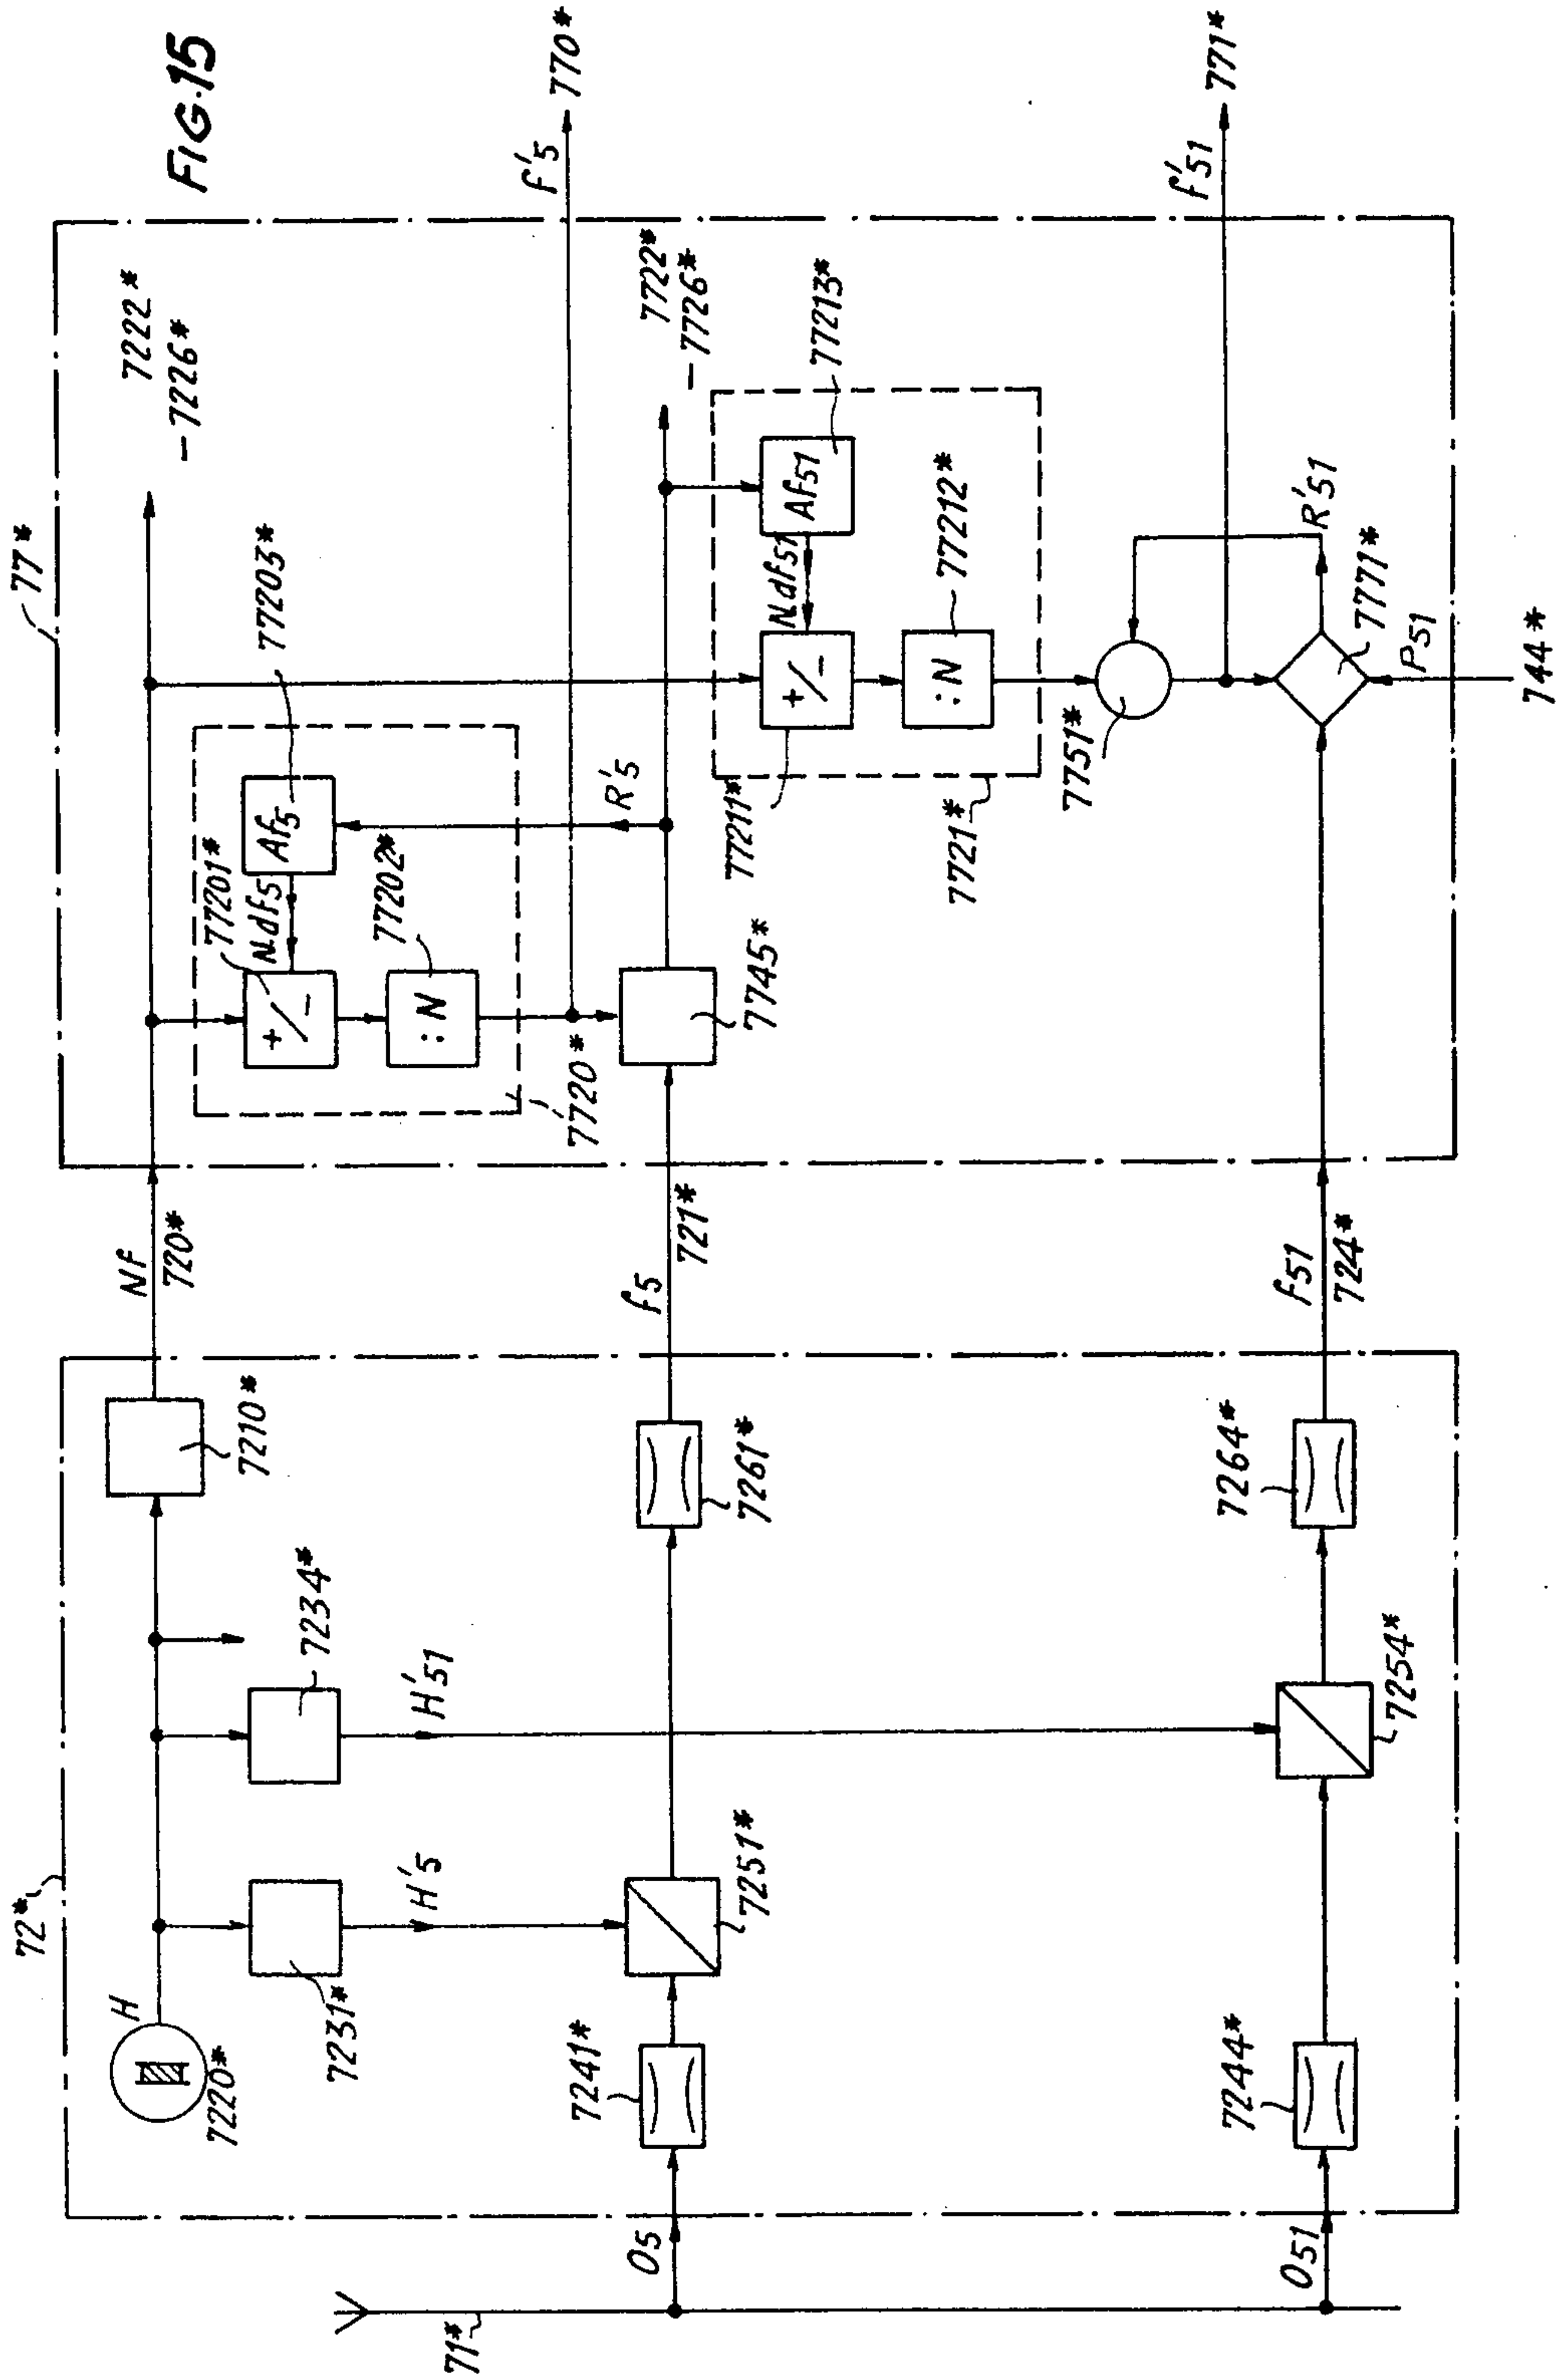 FIG.15
72*
77*
H
7220*
7231*
7234*
7210*
NF
720*
7222*
-7226*
77201*
77203*
Af5
N.df5
+/-
:N
77202*
7720*
R'5
f'5
770*
H'5
H'51
71*
O5
7241*
7251*
7261*
f5
721*
7745*
7722*
-7726*
77213*
Af51
N.df51
+/-
77211*
:N
77212*
7721*
7751*
R'51
7771*
P51
744*
f'51
771*
O51
7244*
7254*
7264*
f51
724*